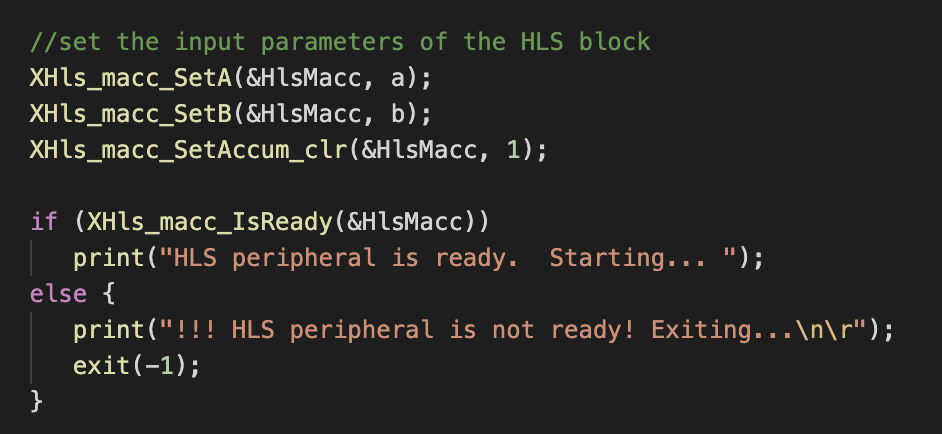 //set the input parameters of the HLS block
XHls_macc_SetA(&HlsMacc, a);
XHls_macc_SetB(&HlsMacc, b);
XHls_macc_SetAccum_clr(&HlsMacc, 1);
if (XHls_macc_IsReady(&HlsMacc))
print("HLS peripheral is ready.  Starting... ");
else {
print("!!! HLS peripheral is not ready! Exiting...\n\r");
exit(-1);
}